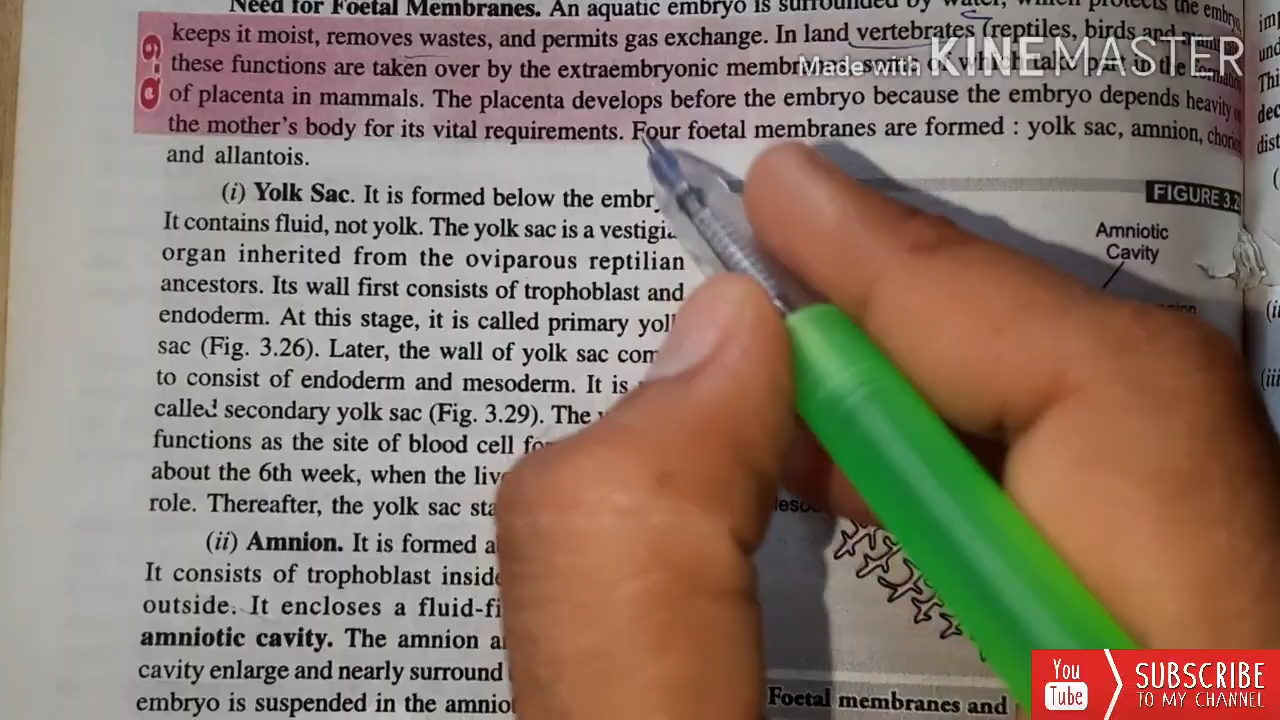 Need for Foetal Membranes. An aquatic embryo is surrounded by water, which protects the embryo,
keeps it moist, removes wastes, and permits gas exchange. In land vertebrates (reptiles, birds and
these functions are taken over by the extraembryonic which take part in the
of placenta in mammals. The placenta develops before the embryo because the embryo depends heavity
the mother's body for its vital requirements. Four foetal membranes are formed : yolk sac, amnion,
and allantois.
(i) Yolk Sac. It is formed below the
It contains fluid, not yolk. The yolk sac is a
organ inherited from the oviparous reptilian
ancestors. Its wall first consists of trophoblast and
endoderm. At this stage, it is called primary
sac (Fig. 3.26). Later, the wall of yolk sac
to consist of endoderm and mesoderm. It is
called secondary yolk sac (Fig. 3.29). The
functions as the site of blood cell
about the 6th week, when the
role. Thereafter, the yolk sac
(ii) Amnion. It is formed
It consists of trophoblast
outside. It encloses a
amniotic cavity. The amnion
cavity enlarge and nearly surround
embryo is suspended in the
FIGURE
Amniotic
Cavity
Foetal membranes and
Made with KINEMASTER
You
Tube
SUBSCRIBE
TO MY CHANNEL